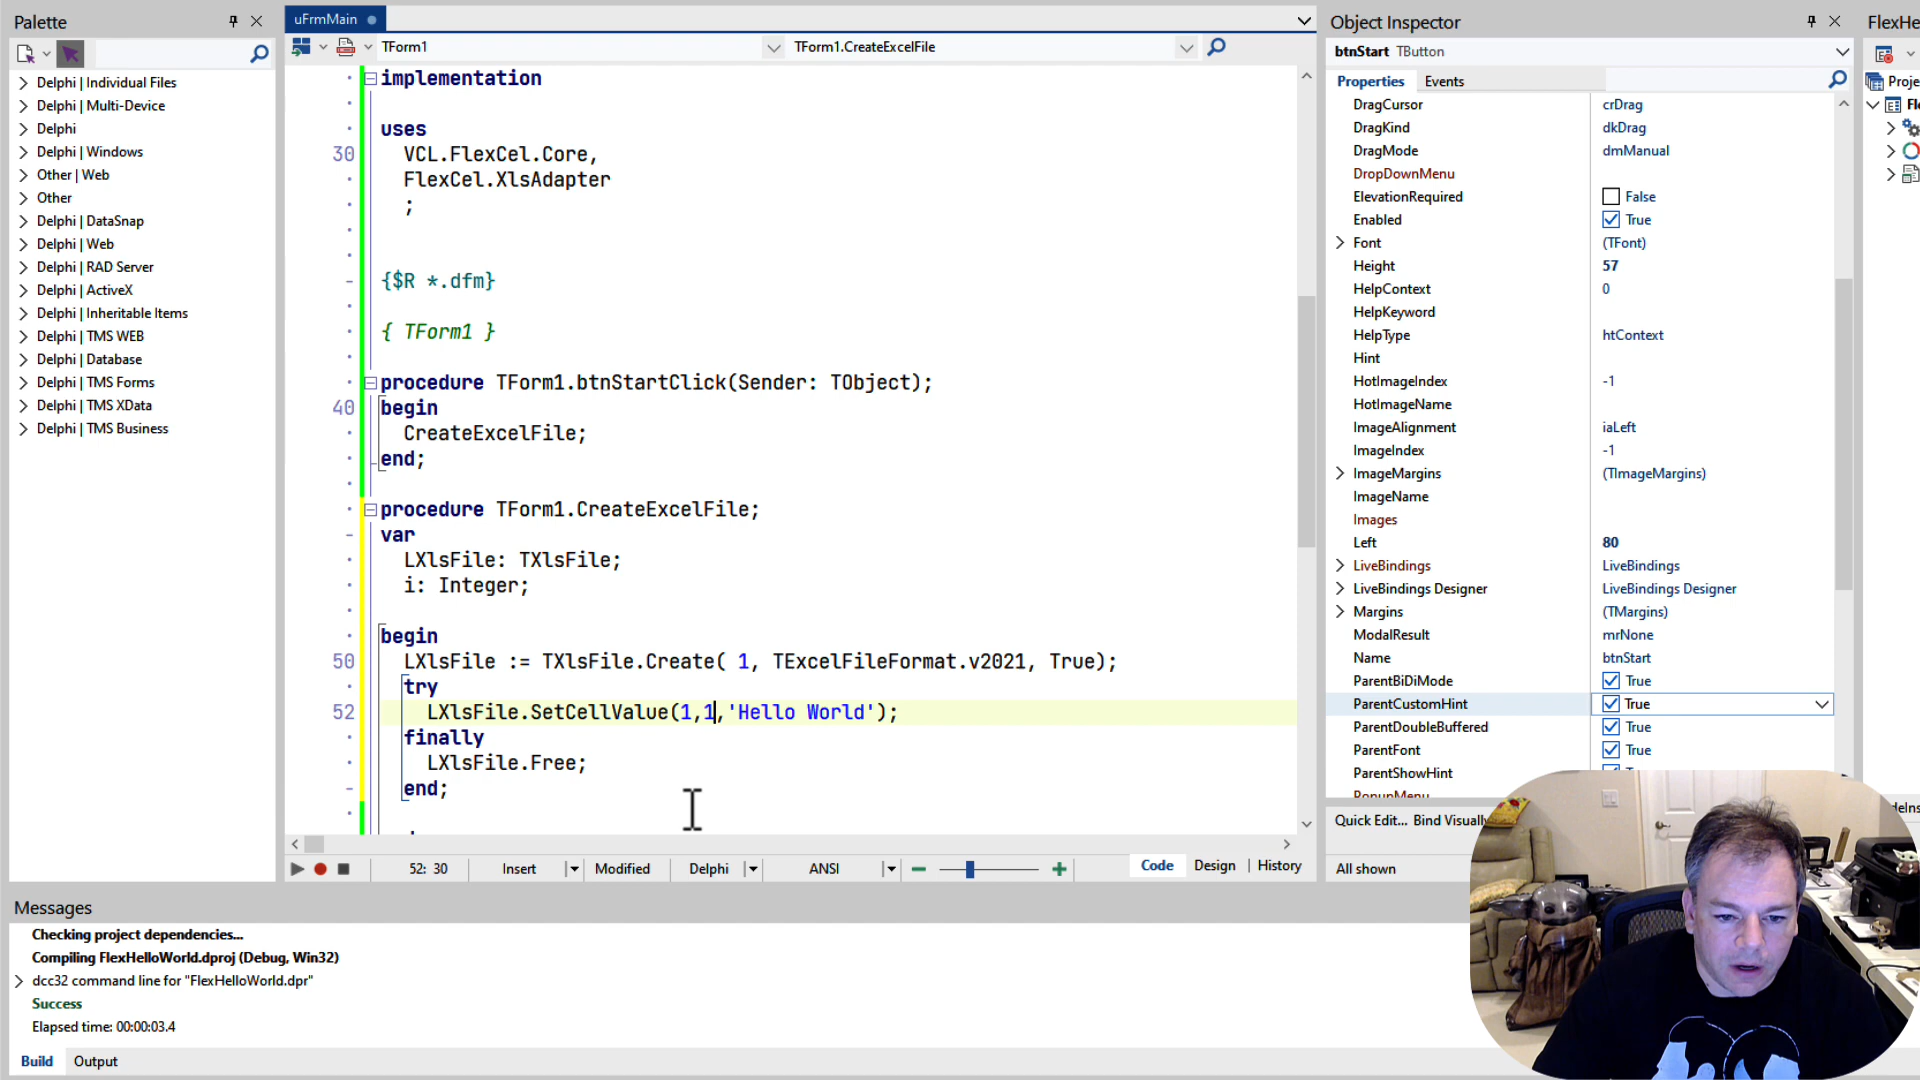 Palette
Delphi | Individual Files
Delphi | Multi-Device
Delphi
Delphi | Windows
Other | Web
Other
Delphi | DataSnap
Delphi | Web
Delphi | RAD Server
Delphi | ActiveX
Delphi | Inheritable Items
Delphi | TMS WEB
Delphi | Database
Delphi | TMS Forms
Delphi | TMS XData
Delphi | TMS Business
uFrmMain
TForm1
TForm1.CreateExcelFile
implementation
uses
30 VCL.FlexCel.Core,
FlexCel.XlsAdapter
;
{$R *.dfm}
{ TForm1 }
procedure TForm1.btnStartClick(Sender: TObject);
40 begin
CreateExcelFile;
end;
procedure TForm1.CreateExcelFile;
var
LXlsFile: TXlsFile;
i: Integer;
begin
50 LXlsFile := TXlsFile.Create( 1, TExcelFileFormat.v2021, True);
try
52 LXlsFile.SetCellValue(1,1,'Hello World');
finally
LXlsFile.Free;
end;
52: 30 Insert Modified Delphi ANSI
Code Design History
Object Inspector
btnStart TButton
Properties Events
DragCursor crDrag
DragKind dkDrag
DragMode dmManual
DropDownMenu
ElevationRequired False
Enabled True
Font (TFont)
Height 57
HelpContext 0
HelpKeyword
HelpType htContext
Hint
HotImageIndex -1
HotImageName
ImageAlignment iaLeft
ImageIndex -1
ImageMargins (TImageMargins)
ImageName
Images
Left 80
LiveBindings LiveBindings
LiveBindings Designer LiveBindings Designer
Margins (TMargins)
ModalResult mrNone
Name btnStart
ParentBiDiMode True
ParentCustomHint True
ParentDoubleBuffered True
ParentFont True
ParentShowHint
Quick Edit... Bind Visually
All shown
FlexHe
Proje
Messages
Checking project dependencies...
Compiling FlexHelloWorld.dproj (Debug, Win32)
dcc32 command line for "FlexHelloWorld.dpr"
Success
Elapsed time: 00:00:03.4
Build Output